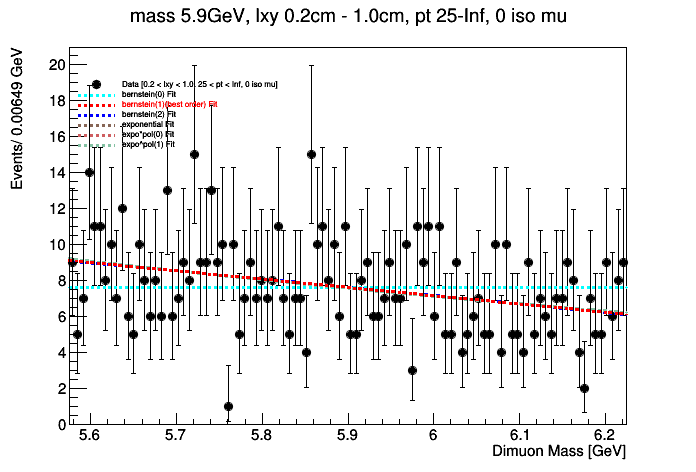 mass 5.9GeV, lxy 0.2cm - 1.0cm, pt 25-Inf, 0 iso mu
Events/ 0.00649 GeV
20
18
16
14
12
10
8
6
4
2
0
Data [0.2 < lxy < 1.0, 25 < pt < Inf, 0 iso mu]
bernstein(0) Fit
bernstein(1)(best order) Fit
bernstein(2) Fit
exponential Fit
expo*pol(0) Fit
expo*pol(1) Fit
5.6 5.7 5.8 5.9 6 6.1 6.2
Dimuon Mass [GeV]